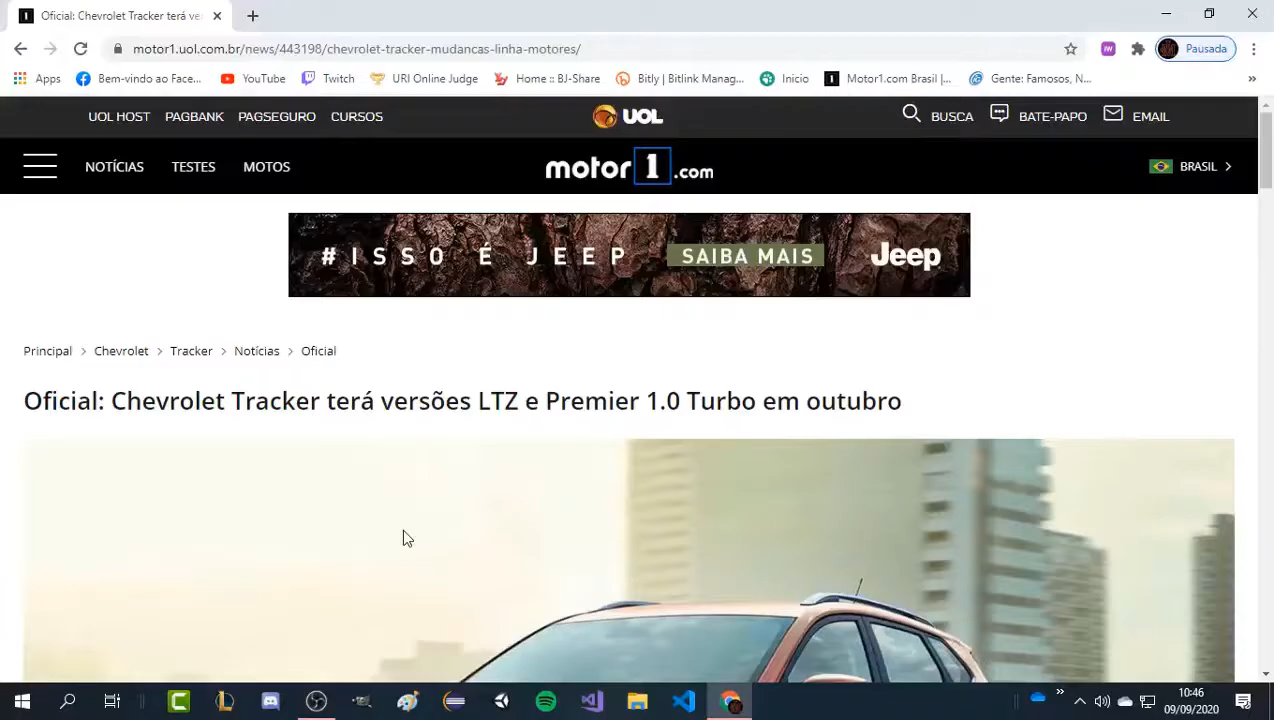 Oficial: Chevrolet Tracker terá ve
motor1.uol.com.br/news/443198/chevrolet-tracker-mudancas-linha-motores/
Pausada
Apps
Bem-vindo ao Face...
YouTube
Twitch
URI Online Judge
Home :: BJ-Share
Bitly | Bitlink Manag...
Inicio
Motor1.com Brasil |...
Gente: Famosos, N...
»
UOL HOST PAGBANK PAGSEGURO CURSOS
UOL
BUSCA
BATE-PAPO
EMAIL
NOTÍCIAS TESTES MOTOS
motor1.com
BRASIL
#ISSO É JEEP
SAIBA MAIS
Jeep
Principal > Chevrolet > Tracker > Notícias > Oficial
Oficial: Chevrolet Tracker terá versões LTZ e Premier 1.0 Turbo em outubro
10:46
09/09/2020